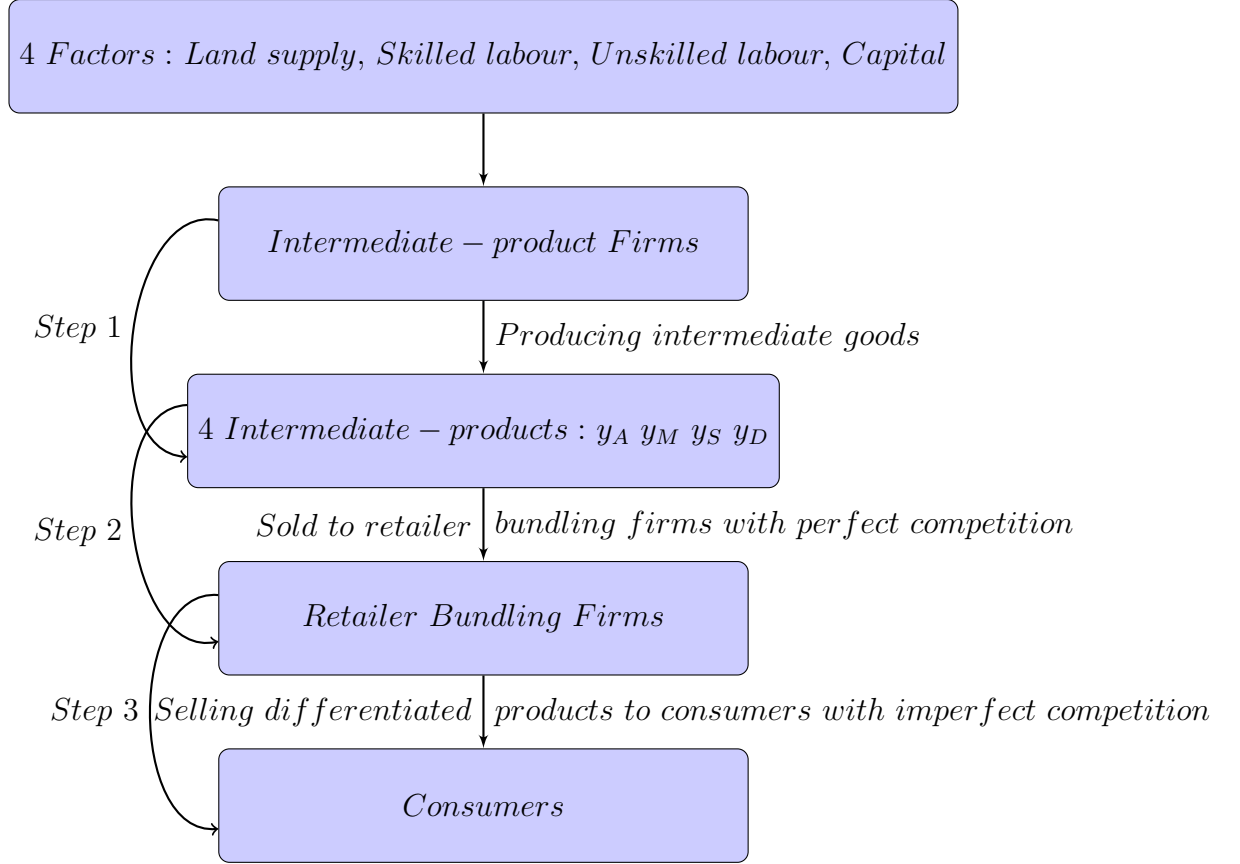 4 Factors : Land supply, Skilled labour, Unskilled labour, Capital
Intermediate − product Firms
Step 1
Producing intermediate goods
4 Intermediate − products : y_A y_M y_S y_D
Step 2
Sold to retailer bundling firms with perfect competition
Retailer Bundling Firms
Step 3 Selling differentiated products to consumers with imperfect competition
Consumers